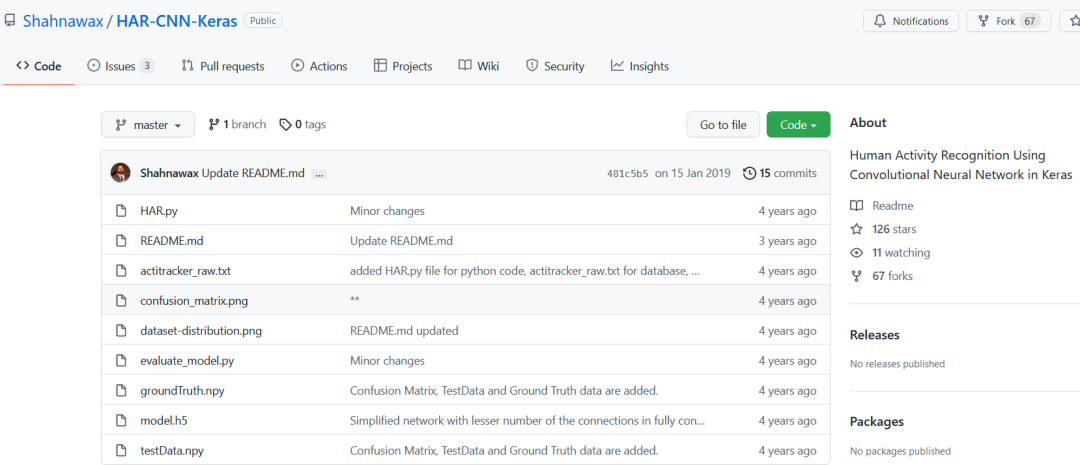 Shahnawax / HAR-CNN-Keras Public
Notifications Fork 67
Code Issues 3 Pull requests Actions Projects Wiki Security Insights
master 1 branch 0 tags Go to file Code
About
Human Activity Recognition Using
Convolutional Neural Network in Keras
Readme
126 stars
11 watching
67 forks
Releases
No releases published
Packages
No packages published
Shahnawax Update README.md ... 481c5b5 on 15 Jan 2019 15 commits
HAR.py Minor changes 4 years ago
README.md Update README.md 3 years ago
actitracker_raw.txt added HAR.py file for python code, actitracker_raw.txt for database, ... 4 years ago
confusion_matrix.png ** 4 years ago
dataset-distribution.png README.md updated 4 years ago
evaluate_model.py Minor changes 4 years ago
groundTruth.npy Confusion Matrix, TestData and Ground Truth data are added. 4 years ago
model.h5 Simplified network with lesser number of the connections in fully con... 4 years ago
testData.npy Confusion Matrix, TestData and Ground Truth data are added. 4 years ago